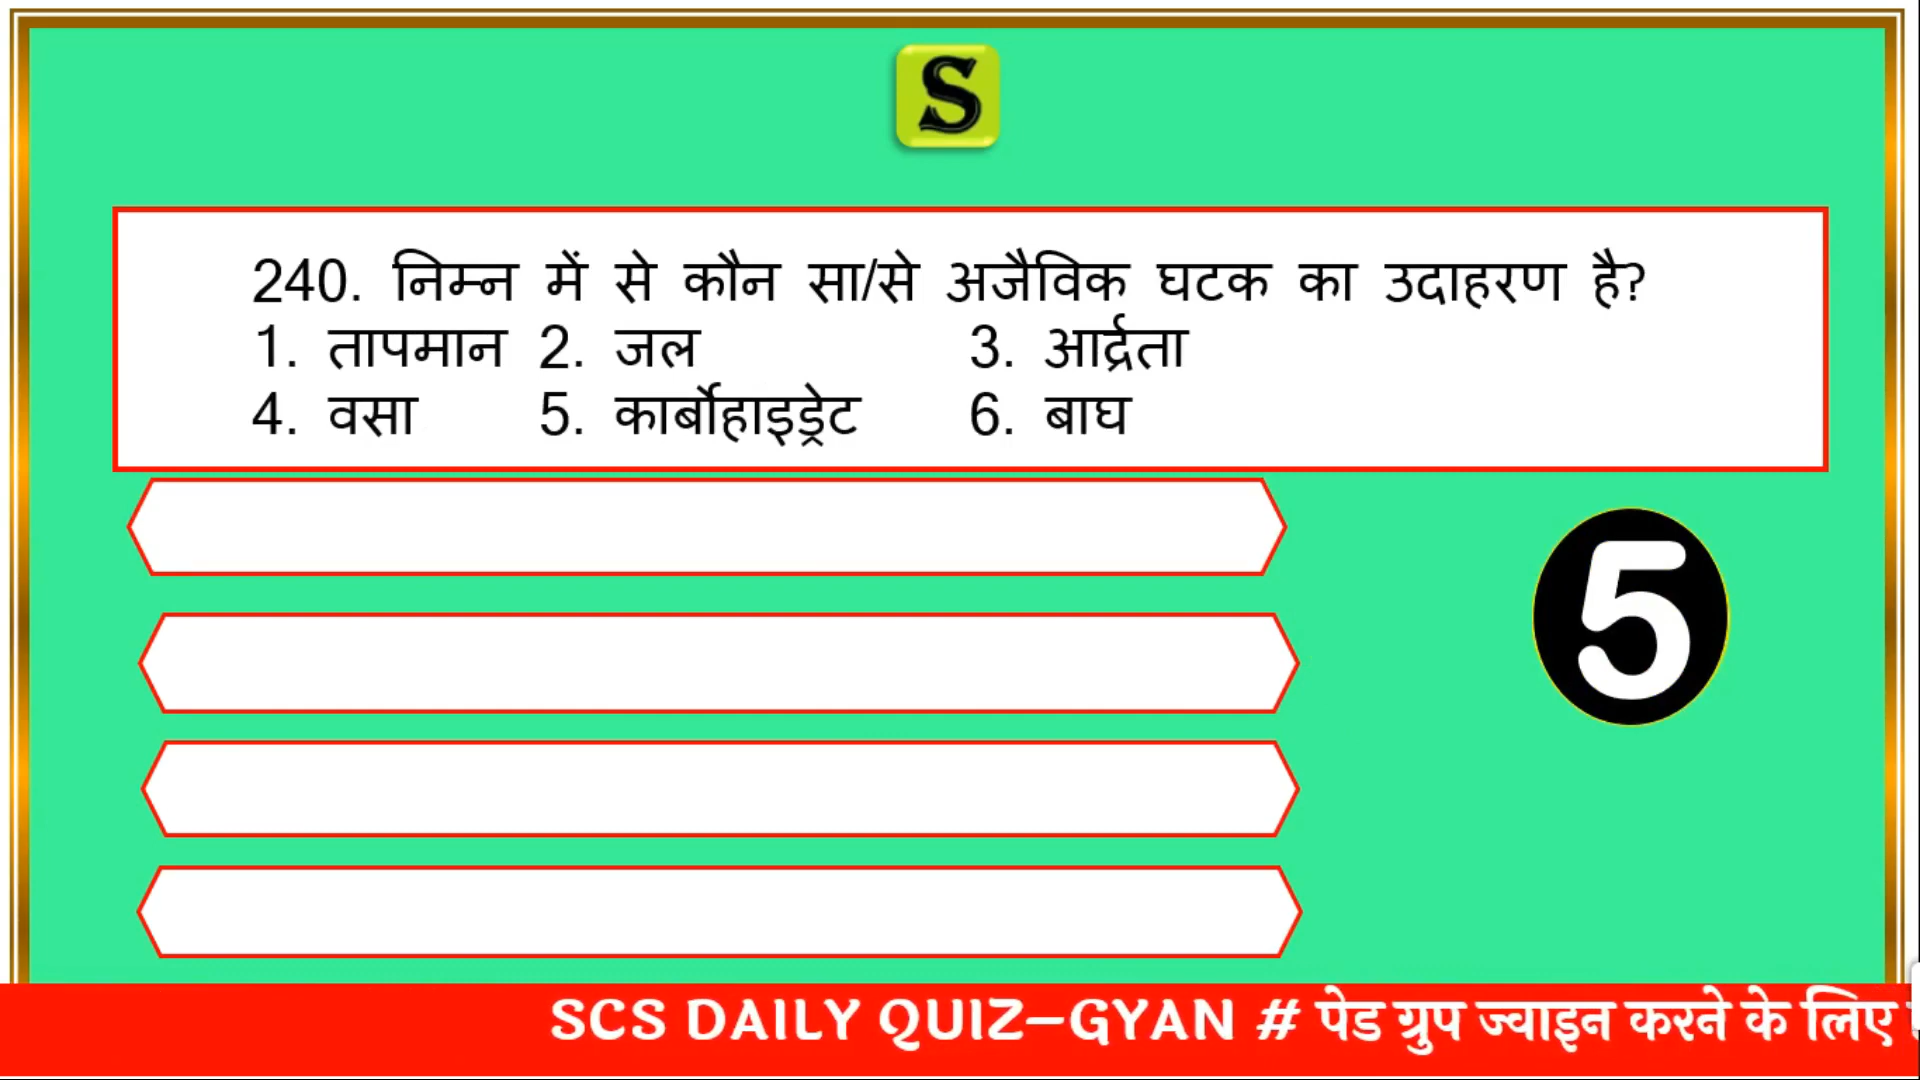 S
240. निम्न में से कौन सा/से अजैविक घटक का उदाहरण है?
1. तापमान 2. जल 3. आर्द्रता
4. वसा 5. कार्बोहाइड्रेट 6. बाघ
5
SCS DAILY QUIZ–GYAN # पेड ग्रुप ज्वाइन करने के लिए